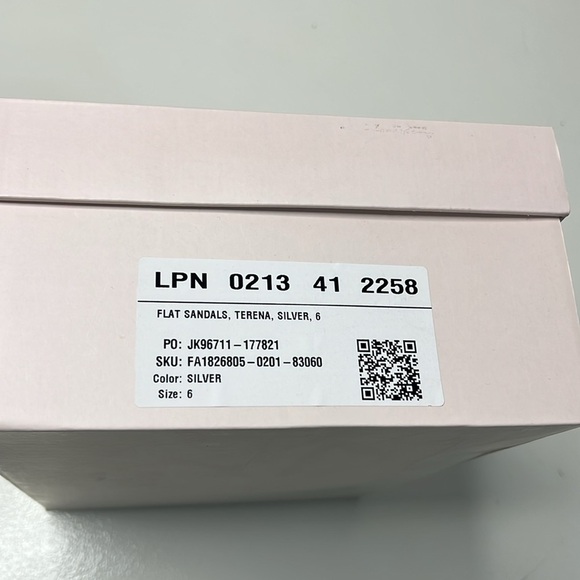 LPN 0213 41 2258
FLAT SANDALS, TERENA, SILVER, 6
PO: JK96711-177821
SKU: FA1826805-0201-83060
Color: SILVER
Size: 6